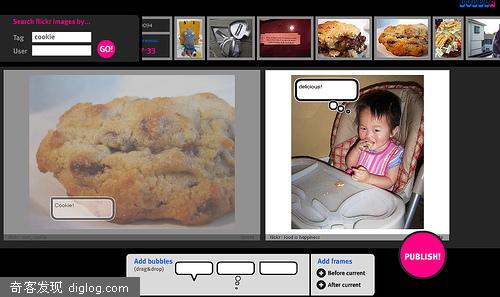 Search flickr images by...
Tag cookie
User
GO!
Cookie!
delicious!
flickr: food is happiness
PUBLISH!
Add bubbles
(drag&drop)
Add frames
Before current
After current
奇客发现 diglog.com